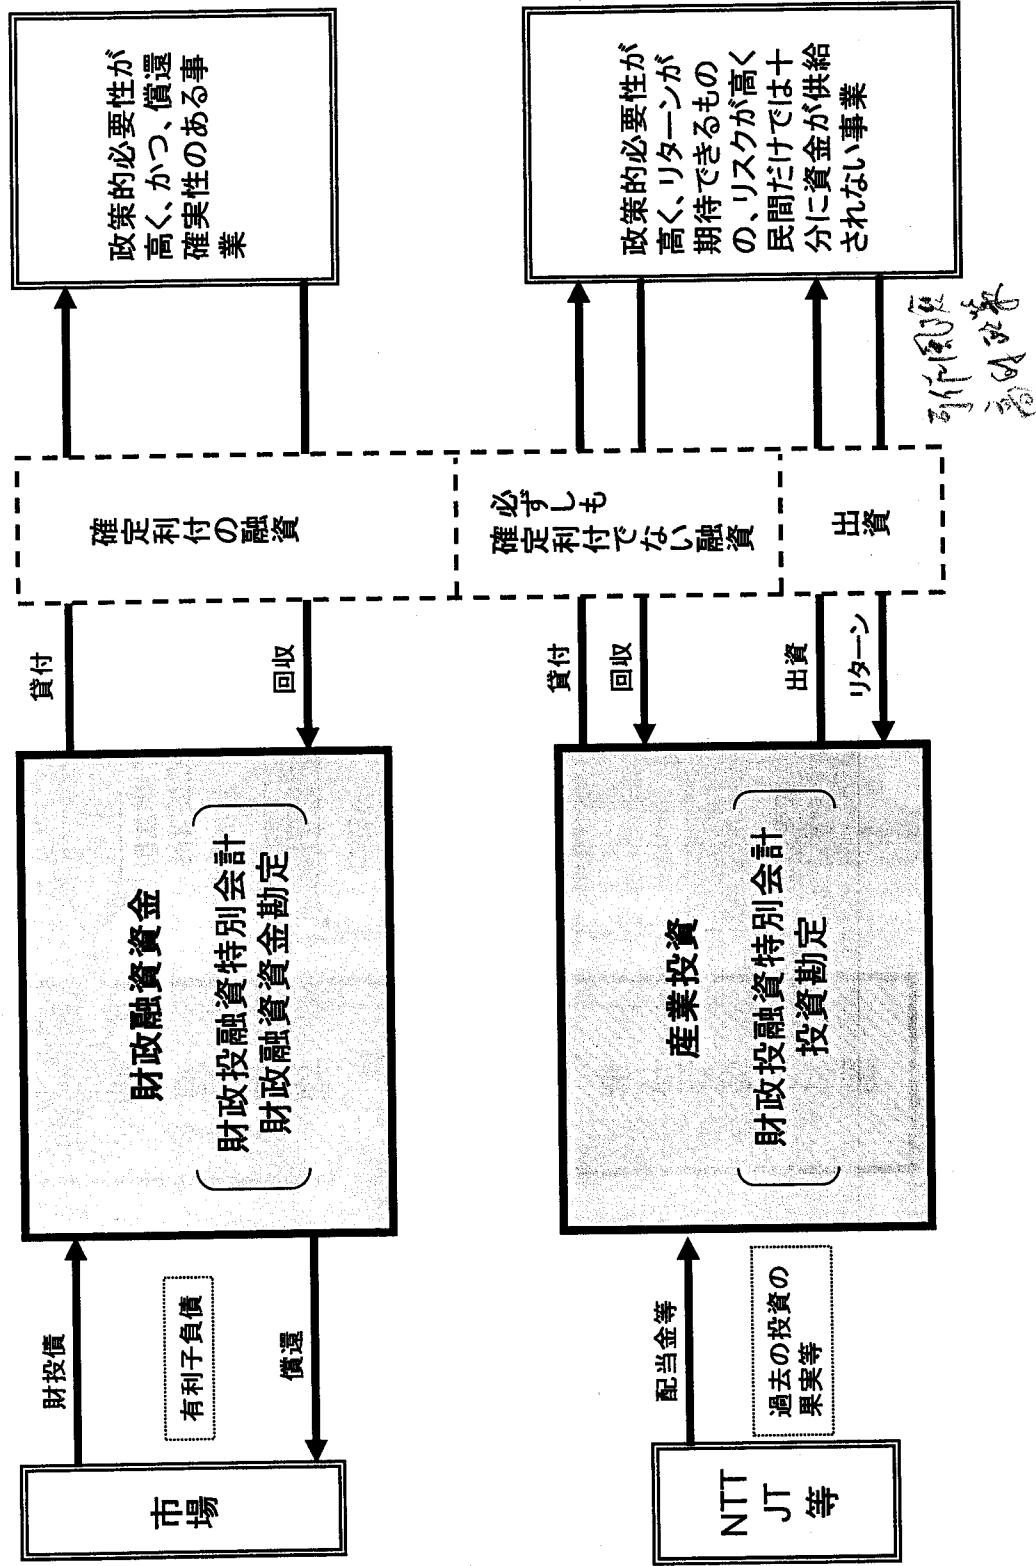 市
場
財投債
有利子負債
償還
財政融資資金
財政投融資特別会計
財政融資資金勘定
貸付
回収
確定利付の融資
政策的必要性が
高く、かつ、償還
確実性のある事
業
NTT
JT
等
配当金等
過去の投資の
果実等
産業投資
財政投融資特別会計
投資勘定
貸付
回収
出資
リターン
必ずしも
確定利付でない融資
出資
政策的必要性が
高く、リターンが
期待できるもの
の、リスクが高く
民間だけでは十
分に資金が供給
されない事業